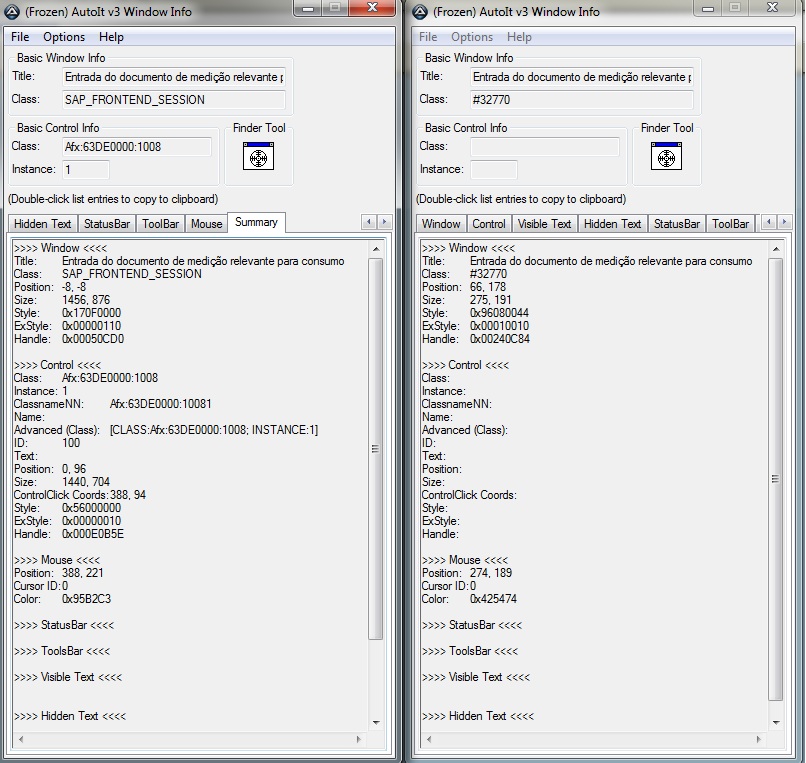 (Frozen) AutoIt v3 Window Info
File Options Help
Basic Window Info
Title: Entrada do documento de medição relevante p
Class: SAP_FRONTEND_SESSION
Basic Control Info
Class: Afx:63DE0000:1008
Instance: 1
Finder Tool
(Double-click list entries to copy to clipboard)
Hidden Text StatusBar ToolBar Mouse Summary
>>>> Window <<<<
Title: Entrada do documento de medição relevante para consumo
Class: SAP_FRONTEND_SESSION
Position: -8, -8
Size: 1456, 876
Style: 0x170F0000
ExStyle: 0x00000110
Handle: 0x00050CD0
>>>> Control <<<<
Class: Afx:63DE0000:1008
Instance: 1
ClassnameNN: Afx:63DE0000:10081
Name:
Advanced (Class): [CLASS:Afx:63DE0000:1008; INSTANCE:1]
ID: 100
Text:
Position: 0, 96
Size: 1440, 704
ControlClick Coords: 388, 94
Style: 0x56000000
ExStyle: 0x00000010
Handle: 0x000E0B5E
>>>> Mouse <<<<
Position: 388, 221
Cursor ID: 0
Color: 0x95B2C3
>>>> StatusBar <<<<
>>>> ToolsBar <<<<
>>>> Visible Text <<<<
>>>> Hidden Text <<<<
(Frozen) AutoIt v3 Window Info
File Options Help
Basic Window Info
Title: Entrada do documento de medição relevante p
Class: #32770
Basic Control Info
Class:
Instance:
Finder Tool
(Double-click list entries to copy to clipboard)
Window Control Visible Text Hidden Text StatusBar ToolBar
>>>> Window <<<<
Title: Entrada do documento de medição relevante para consumo
Class: #32770
Position: 66, 178
Size: 275, 191
Style: 0x96080044
ExStyle: 0x00010010
Handle: 0x00240C84
>>>> Control <<<<
Class:
Instance:
ClassnameNN:
Name:
Advanced (Class):
ID:
Text:
Position:
Size:
ControlClick Coords:
Style:
ExStyle:
Handle:
>>>> Mouse <<<<
Position: 274, 189
Cursor ID: 0
Color: 0x425474
>>>> StatusBar <<<<
>>>> ToolsBar <<<<
>>>> Visible Text <<<<
>>>> Hidden Text <<<<